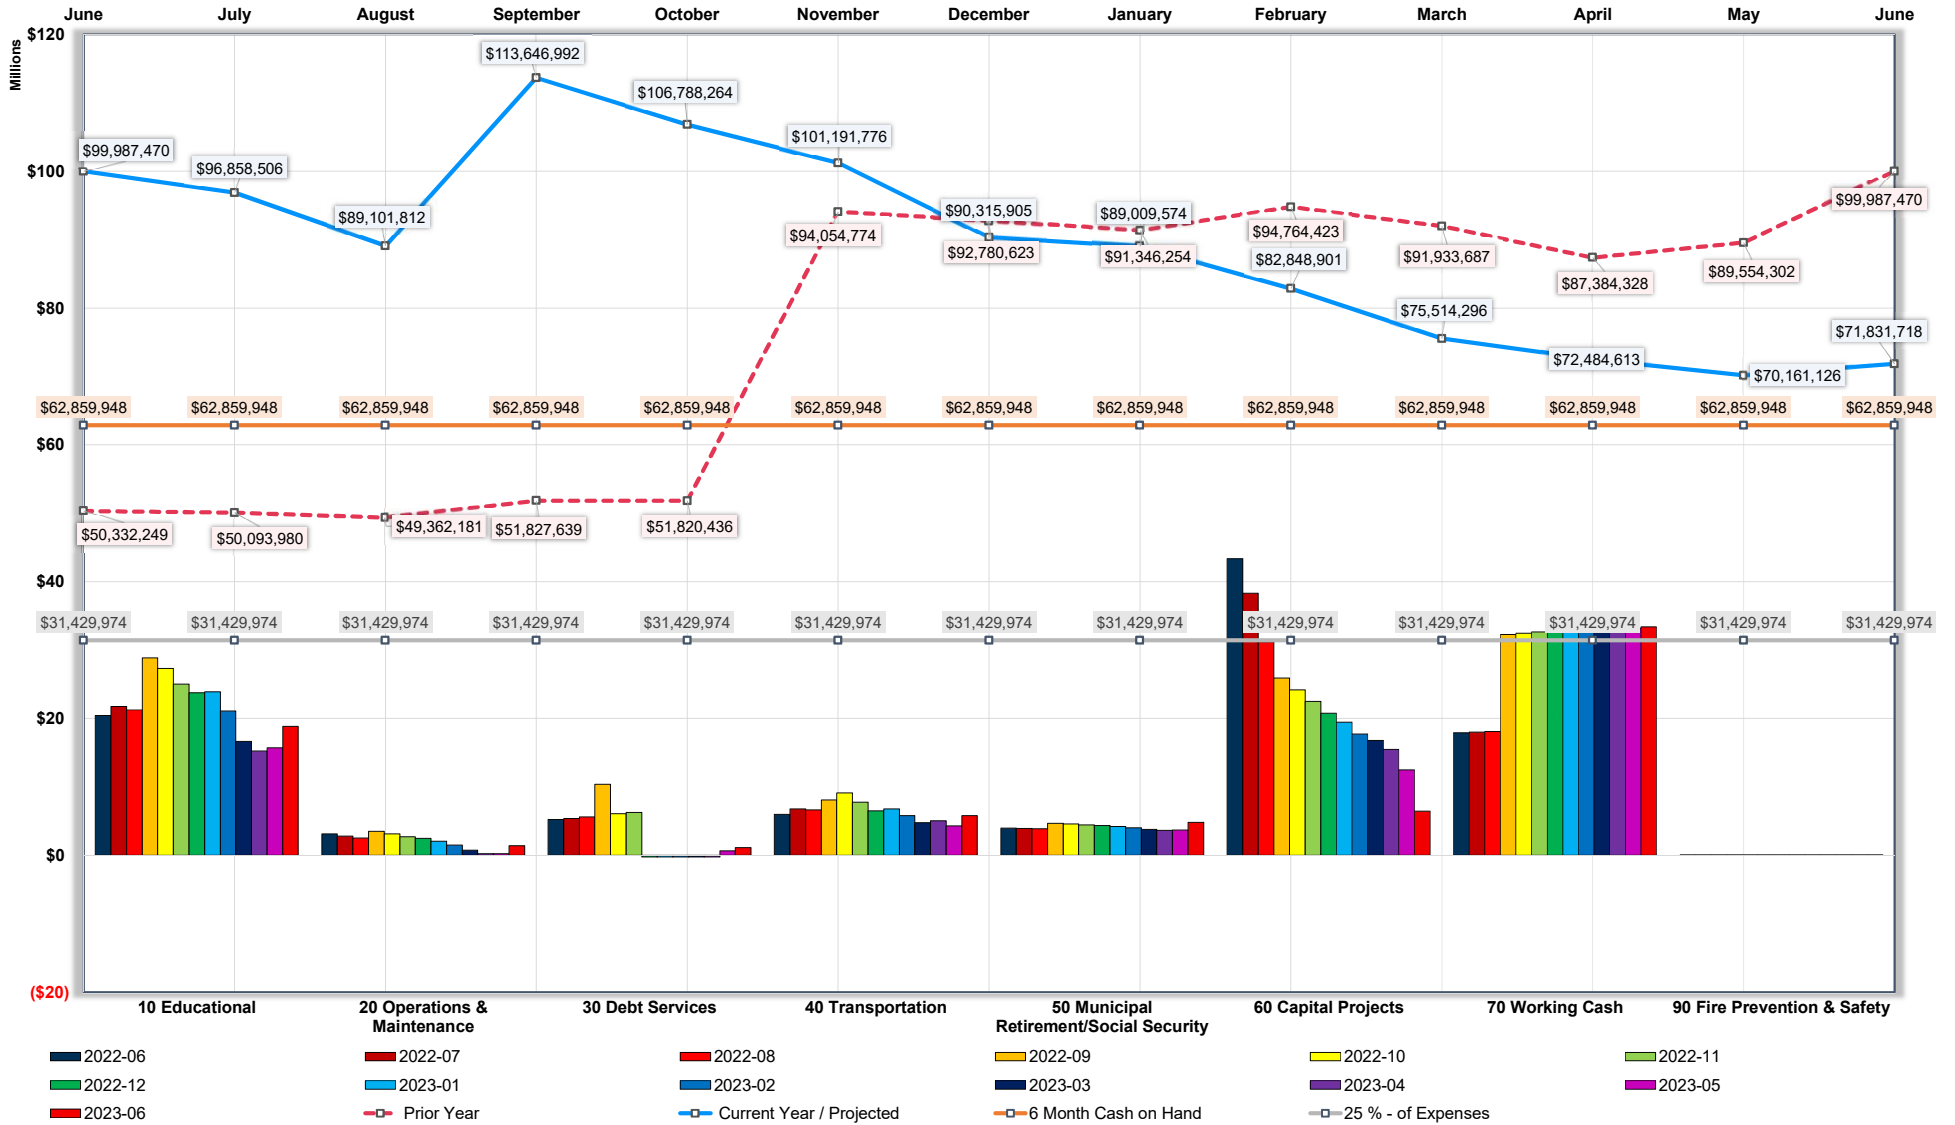 June July August September October November December January February March April May June
Millions
$120
$113,646,992
$106,788,264
$101,191,776
$99,987,470
$96,858,506
$100
$89,101,812
$90,315,905
$89,009,574
$99,987,470
$94,054,774
$92,780,623
$91,346,254
$94,764,423
$91,933,687
$82,848,901
$89,554,302
$87,384,328
$80
$75,514,296
$71,831,718
$72,484,613
$70,161,126
$62,859,948 $62,859,948 $62,859,948 $62,859,948 $62,859,948 $62,859,948 $62,859,948 $62,859,948 $62,859,948 $62,859,948 $62,859,948 $62,859,948 $62,859,948
$60
$50,332,249
$50,093,980
$49,362,181
$51,827,639
$51,820,436
$40
$31,429,974 $31,429,974 $31,429,974 $31,429,974 $31,429,974 $31,429,974 $31,429,974 $31,429,974 $31,429,974 $31,429,974 $31,429,974 $31,429,974 $31,429,974
$20
$0
($20)
10 Educational
20 Operations &
Maintenance
30 Debt Services
40 Transportation
50 Municipal
Retirement/Social Security
60 Capital Projects
70 Working Cash
90 Fire Prevention & Safety
2022-06 2022-07 2022-08 2022-09 2022-10 2022-11
2022-12 2023-01 2023-02 2023-03 2023-04 2023-05
2023-06 Prior Year Current Year / Projected 6 Month Cash on Hand 25 % - of Expenses